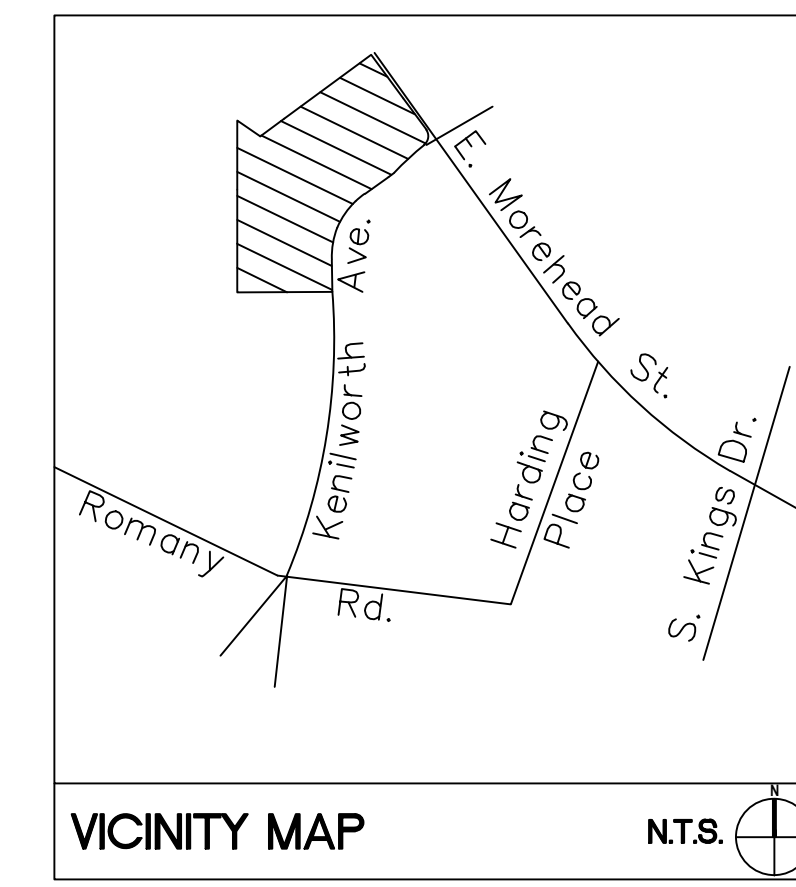 E. Morehead St.
Kenilworth Ave.
Harding
Place
S. Kings Dr.
Romany Rd.
VICINITY MAP
N.T.S.
N